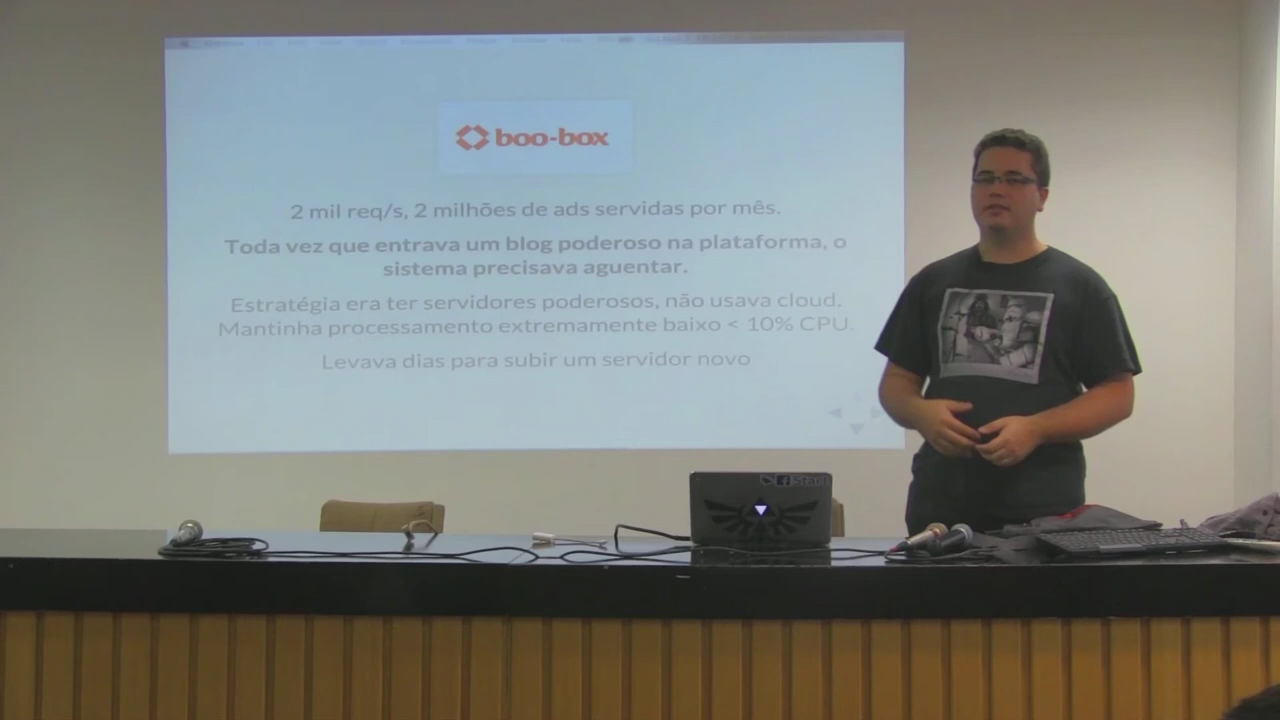 boo-box
2 mil req/s, 2 milhões de ads servidas por mês.
Toda vez que entrava um blog poderoso na plataforma, o
sistema precisava aguentar.
Estratégia era ter servidores poderosos, não usava cloud.
Mantinha processamento extremamente baixo < 10% CPU.
Levava dias para subir um servidor novo
Start